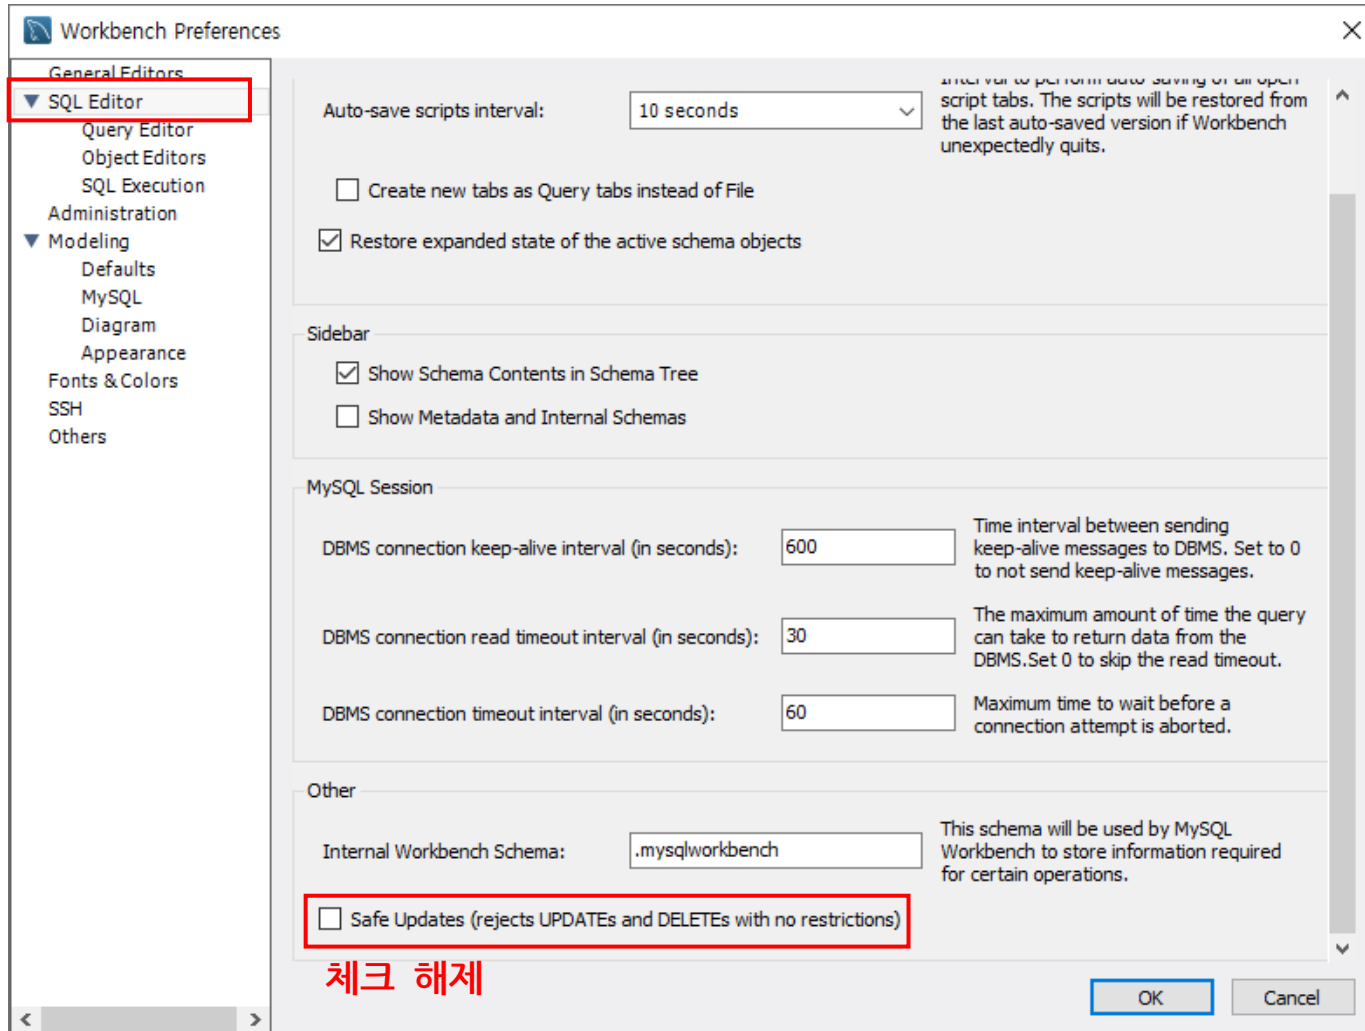 Workbench Preferences
General Editors
SQL Editor
Query Editor
Object Editors
SQL Execution
Administration
Modeling
Defaults
MySQL
Diagram
Appearance
Fonts & Colors
SSH
Others
Auto-save scripts interval:
10 seconds
Interval to perform auto-saving of all open
script tabs. The scripts will be restored from
the last auto-saved version if Workbench
unexpectedly quits.
Create new tabs as Query tabs instead of File
Restore expanded state of the active schema objects
Sidebar
Show Schema Contents in Schema Tree
Show Metadata and Internal Schemas
MySQL Session
DBMS connection keep-alive interval (in seconds):
600
Time interval between sending
keep-alive messages to DBMS. Set to 0
to not send keep-alive messages.
DBMS connection read timeout interval (in seconds):
30
The maximum amount of time the query
can take to return data from the
DBMS.Set 0 to skip the read timeout.
DBMS connection timeout interval (in seconds):
60
Maximum time to wait before a
connection attempt is aborted.
Other
Internal Workbench Schema:
.mysqlworkbench
This schema will be used by MySQL
Workbench to store information required
for certain operations.
Safe Updates (rejects UPDATEs and DELETEs with no restrictions)
체크 해제
OK
Cancel